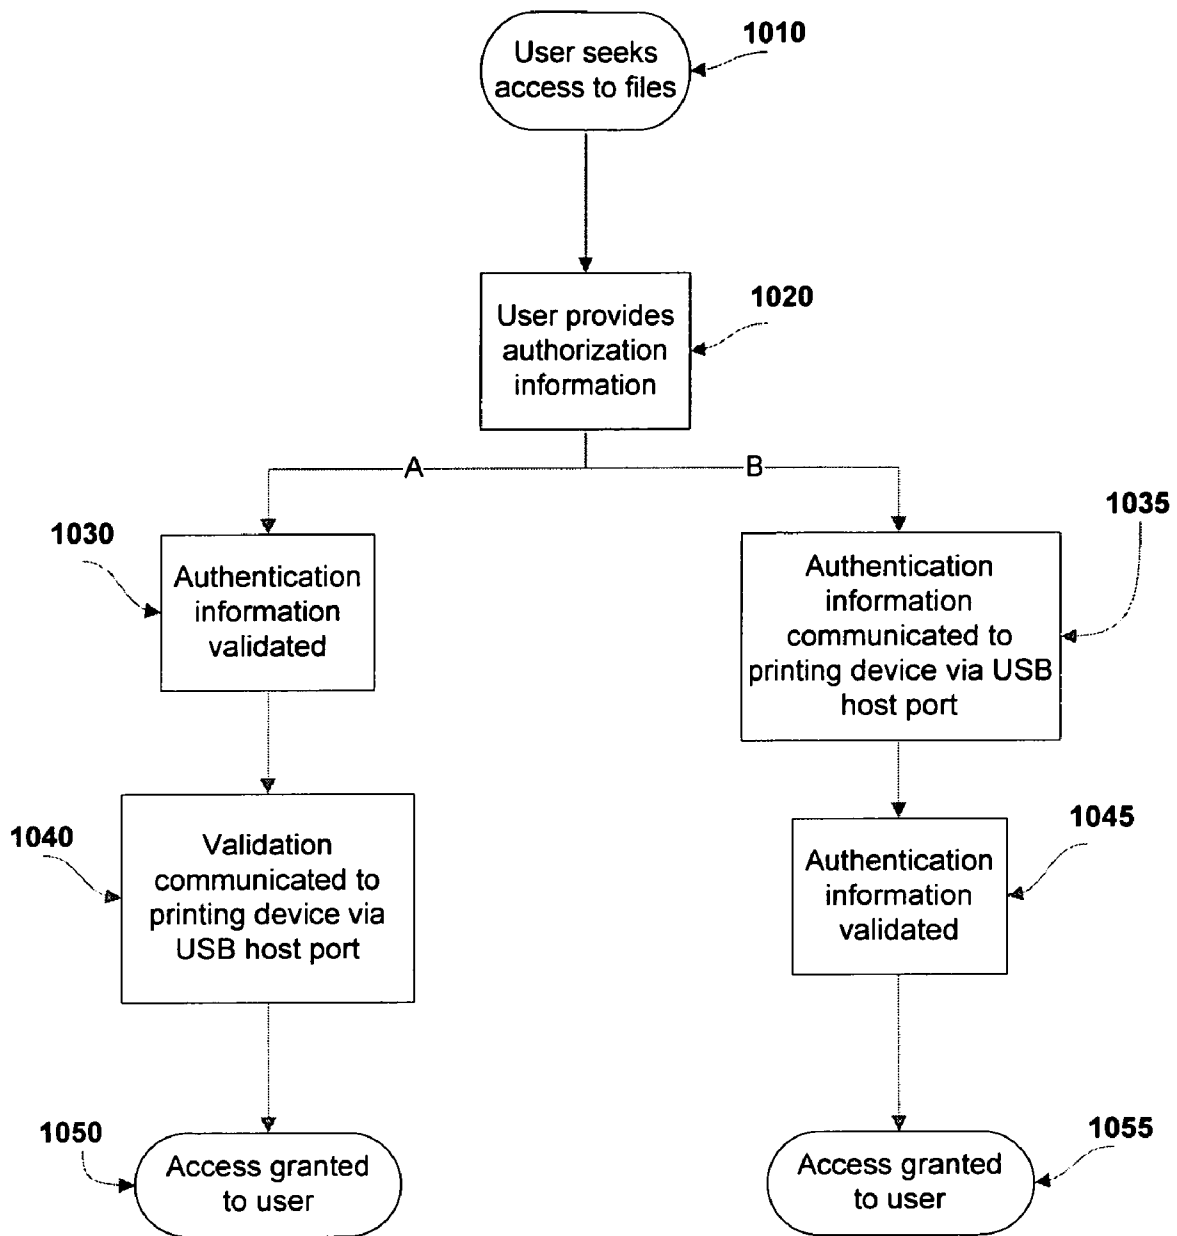 1010
User seeks
access to files
1020
User provides
authorization
information
A
B
1030
Authentication
information
validated
1035
Authentication
information
communicated to
printing device via USB
host port
1040
Validation
communicated to
printing device via
USB host port
1045
Authentication
information
validated
1050
Access granted
to user
1055
Access granted
to user